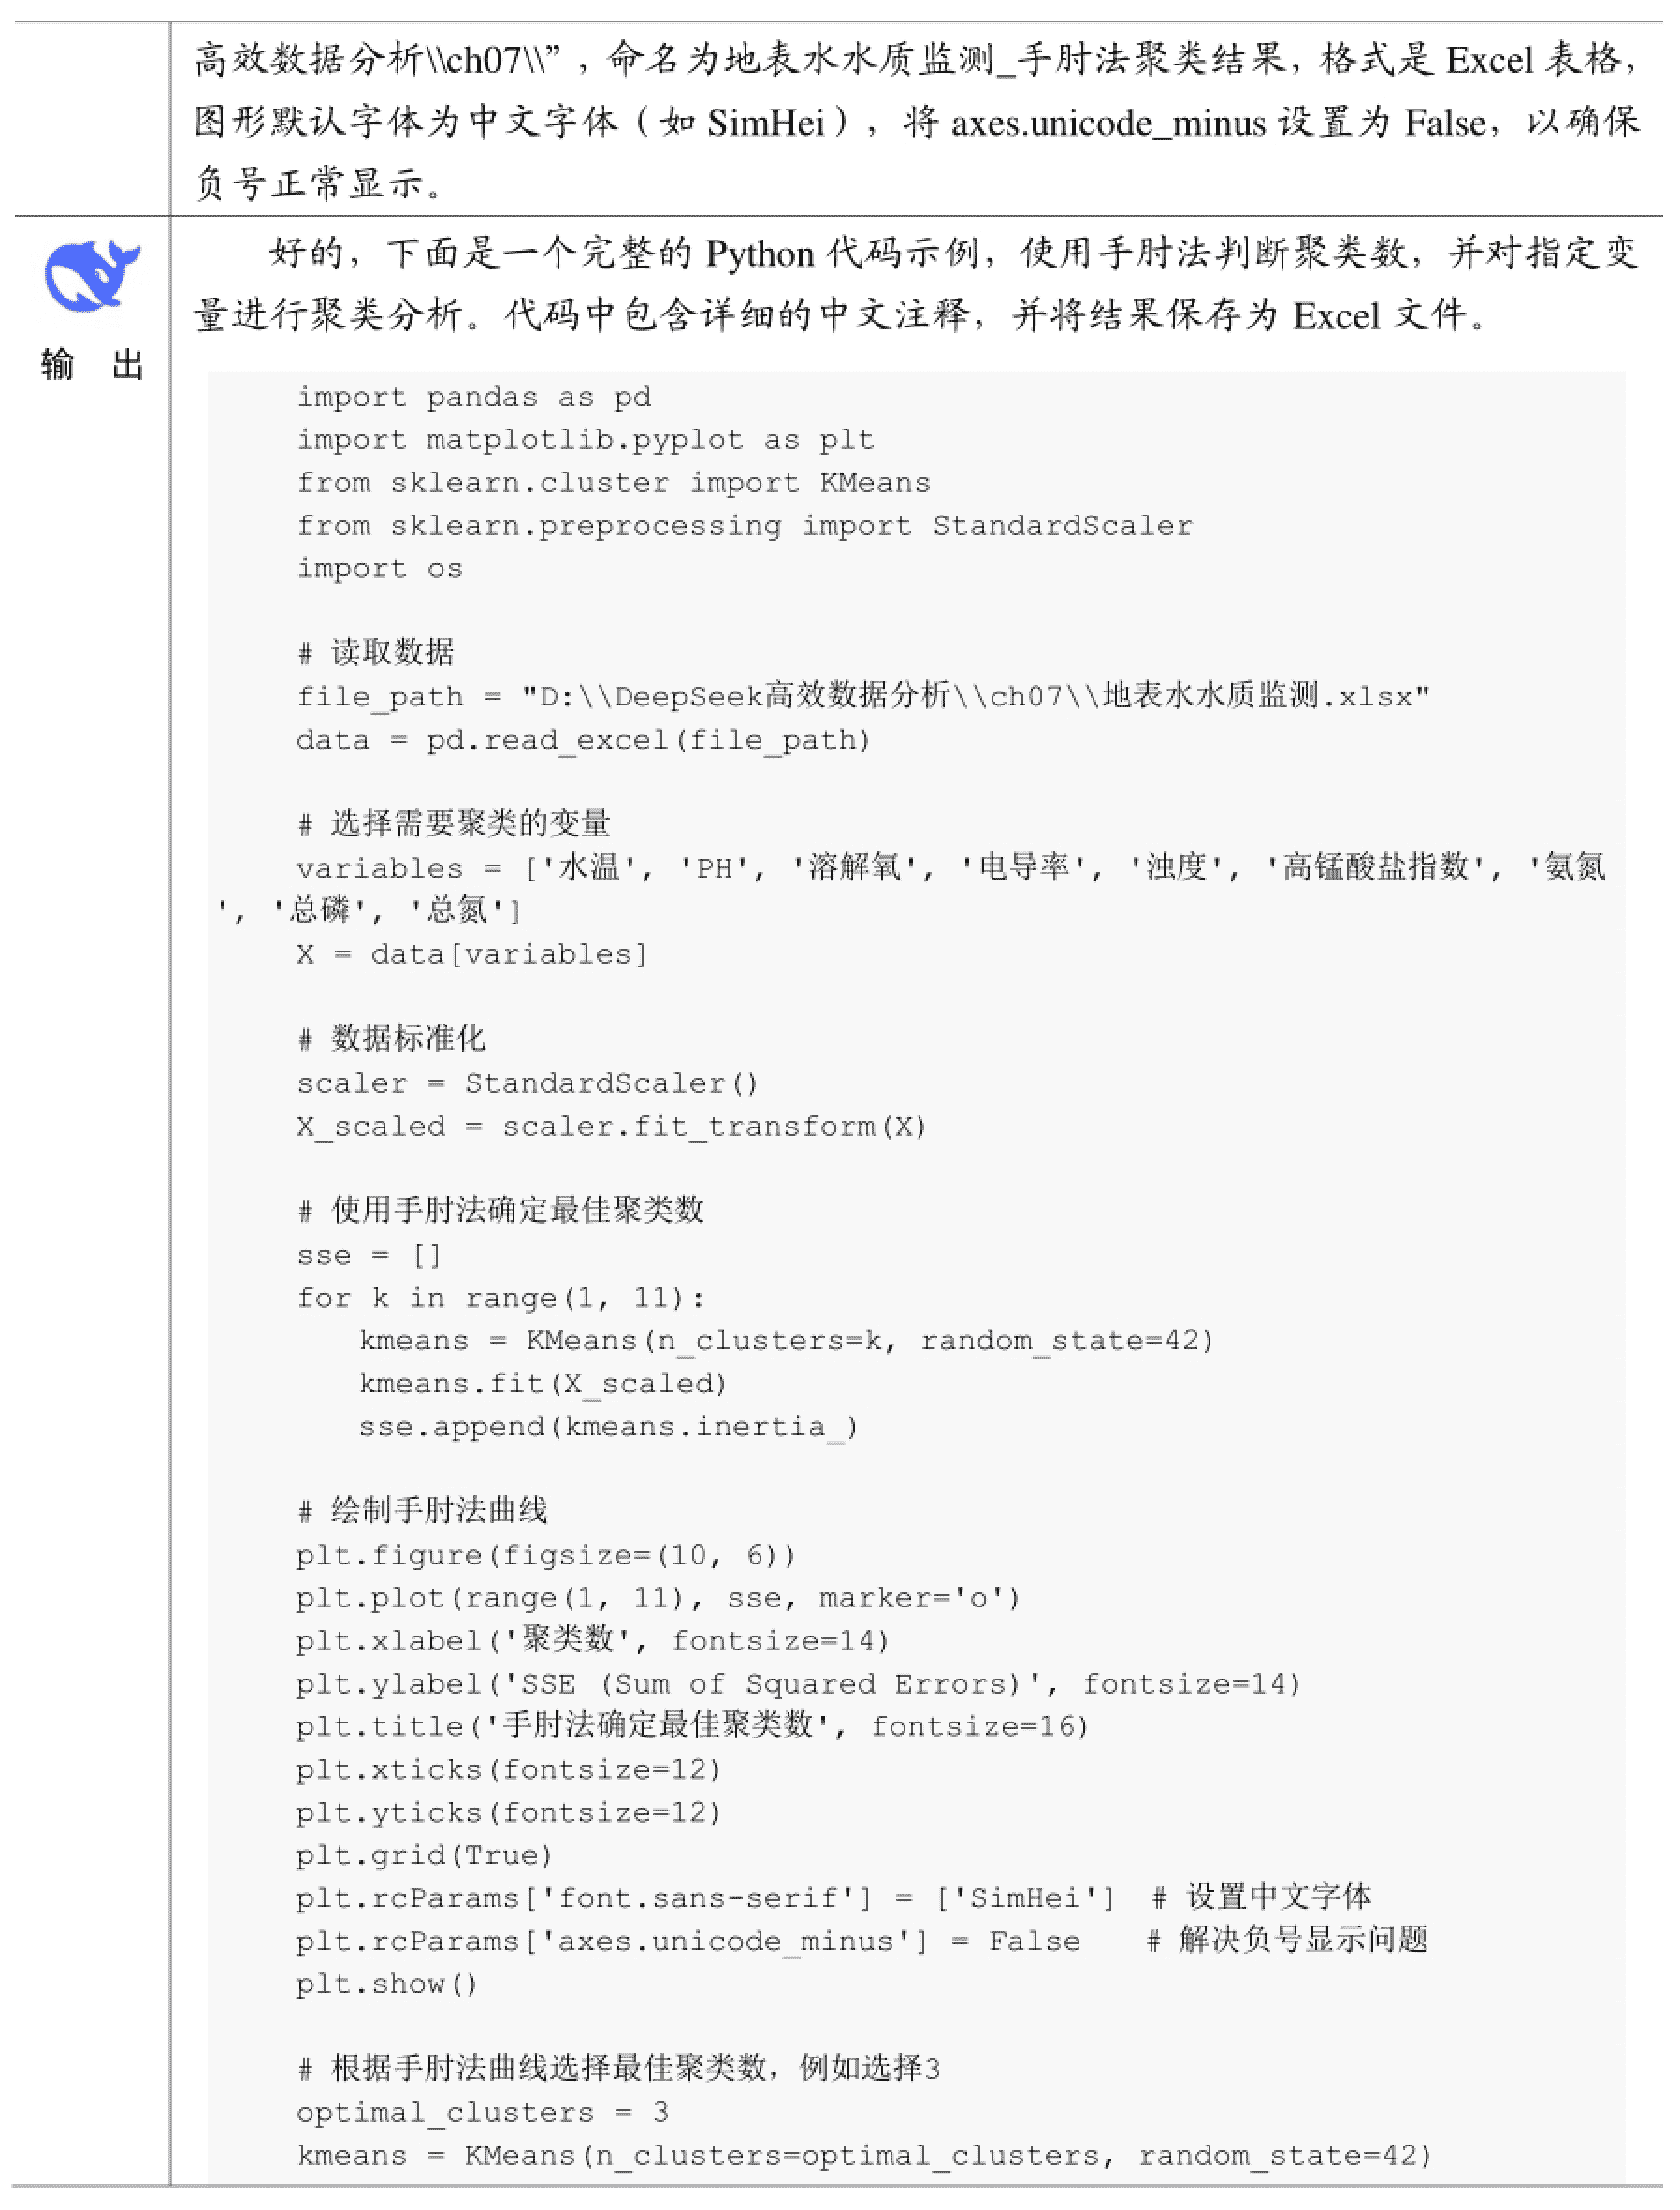 高效数据分析\\ch07\\”，命名为地表水水质监测_手肘法聚类结果，格式是 Excel 表格，
图形默认字体为中文字体（如 SimHei），将 axes.unicode_minus 设置为 False，以确保
负号正常显示。
好的，下面是一个完整的 Python 代码示例，使用手肘法判断聚类数，并对指定变
量进行聚类分析。代码中包含详细的中文注释，并将结果保存为 Excel 文件。
输 出
import pandas as pd
import matplotlib.pyplot as plt
from sklearn.cluster import KMeans
from sklearn.preprocessing import StandardScaler
import os
# 读取数据
file_path = "D:\\DeepSeek高效数据分析\\ch07\\地表水水质监测.xlsx"
data = pd.read_excel(file_path)
# 选择需要聚类的变量
variables = ['水温', 'PH', '溶解氧', '电导率', '浊度', '高锰酸盐指数', '氨氮
', '总磷', '总氮']
X = data[variables]
# 数据标准化
scaler = StandardScaler()
X_scaled = scaler.fit_transform(X)
# 使用手肘法确定最佳聚类数
sse = []
for k in range(1, 11):
    kmeans = KMeans(n_clusters=k, random_state=42)
    kmeans.fit(X_scaled)
    sse.append(kmeans.inertia_)
# 绘制手肘法曲线
plt.figure(figsize=(10, 6))
plt.plot(range(1, 11), sse, marker='o')
plt.xlabel('聚类数', fontsize=14)
plt.ylabel('SSE (Sum of Squared Errors)', fontsize=14)
plt.title('手肘法确定最佳聚类数', fontsize=16)
plt.xticks(fontsize=12)
plt.yticks(fontsize=12)
plt.grid(True)
plt.rcParams['font.sans-serif'] = ['SimHei']  # 设置中文字体
plt.rcParams['axes.unicode_minus'] = False    # 解决负号显示问题
plt.show()
# 根据手肘法曲线选择最佳聚类数，例如选择3
optimal_clusters = 3
kmeans = KMeans(n_clusters=optimal_clusters, random_state=42)